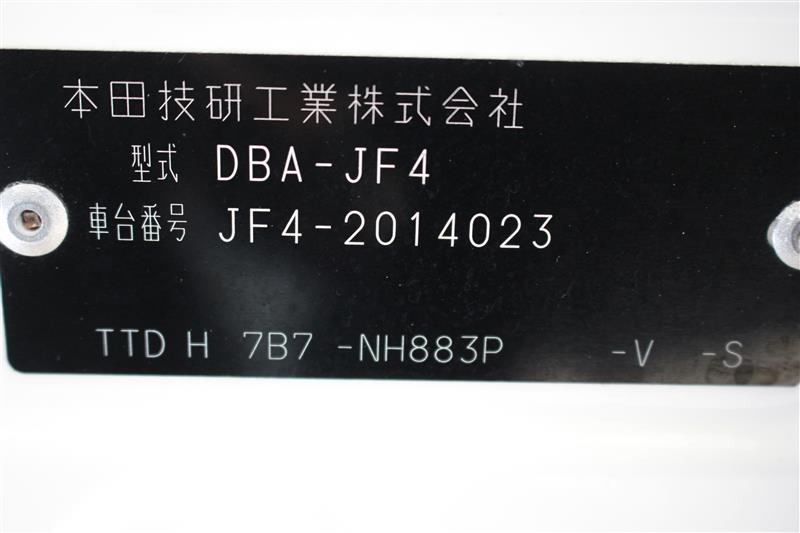 本田技研工業株式会社
型式 DBA-JF4
車台番号 JF4-2014023
TTD H 7B7 -NH883P -V -S